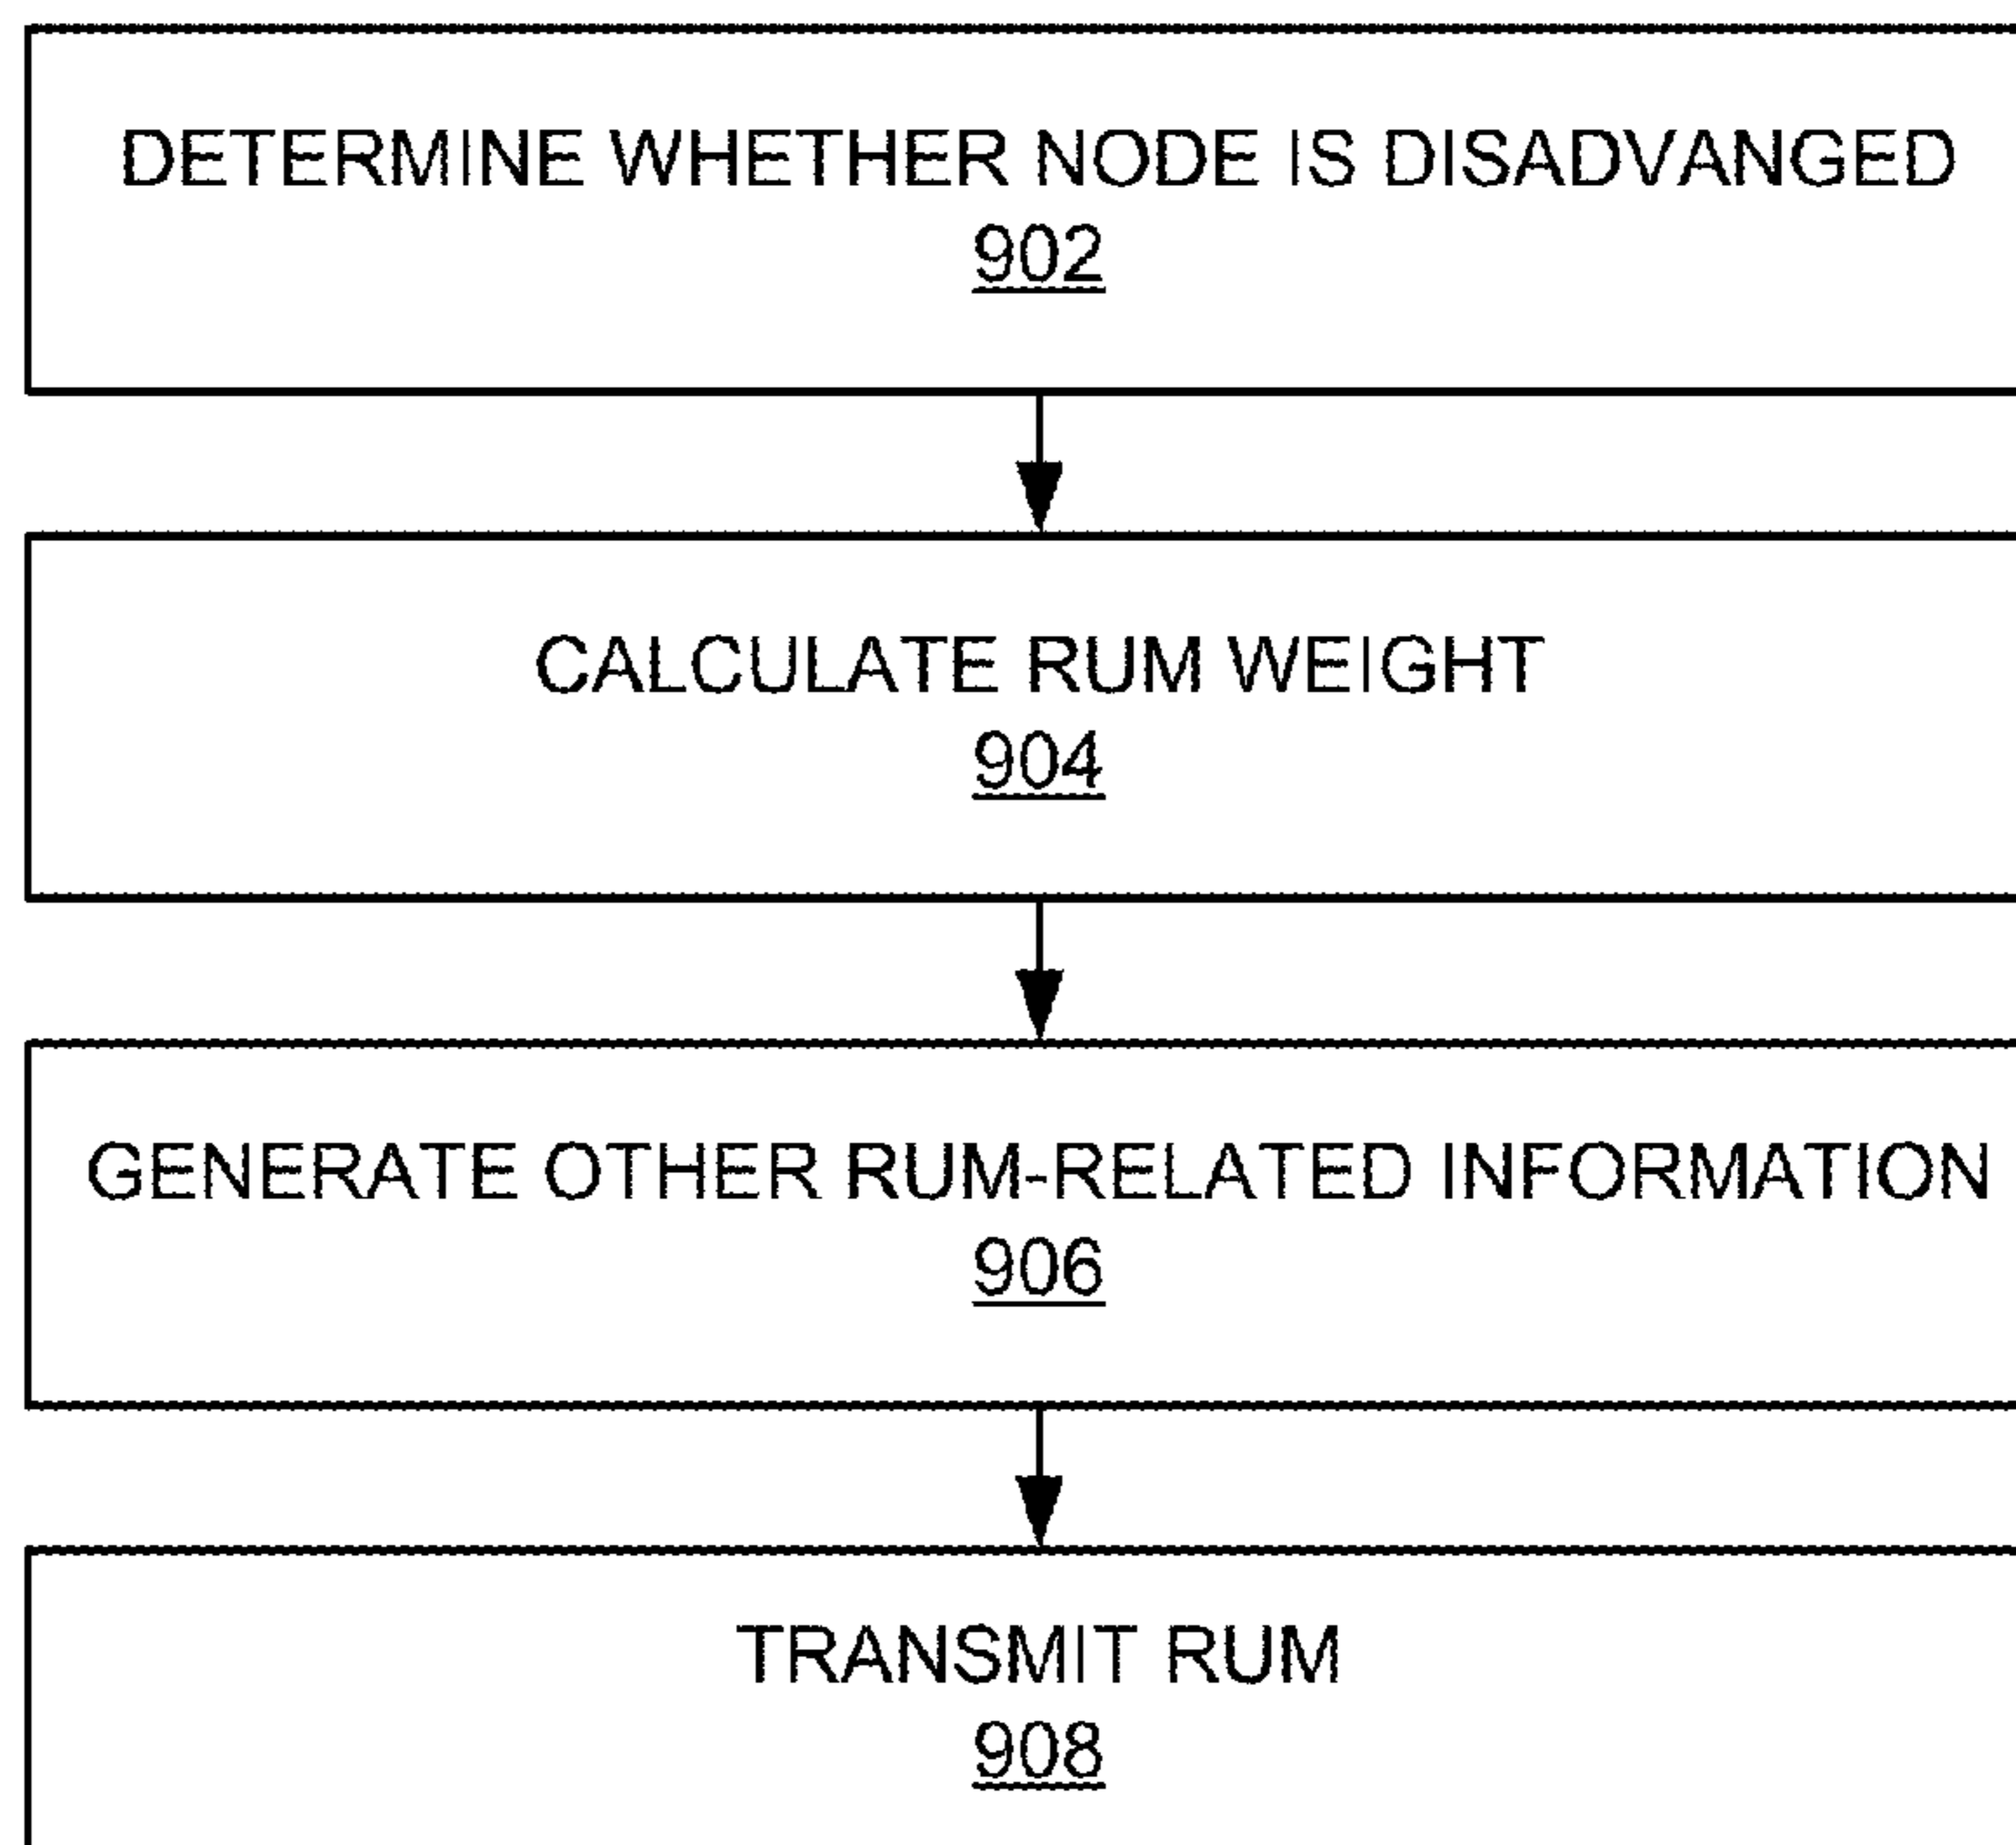 DETERMINE WHETHER NODE IS DISADVANGED
902
CALCULATE RUM WEIGHT
904
GENERATE OTHER RUM-RELATED INFORMATION
906
TRANSMIT RUM
908